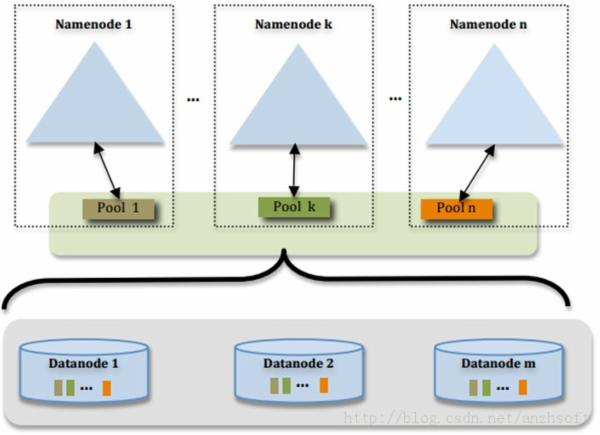 Namenode 1
Namenode k
Namenode n
...
...
Pool 1
Pool k
Pool n
Datanode 1
Datanode 2
Datanode m
...
...
...
http://blog.csdn.net/anzhsoft